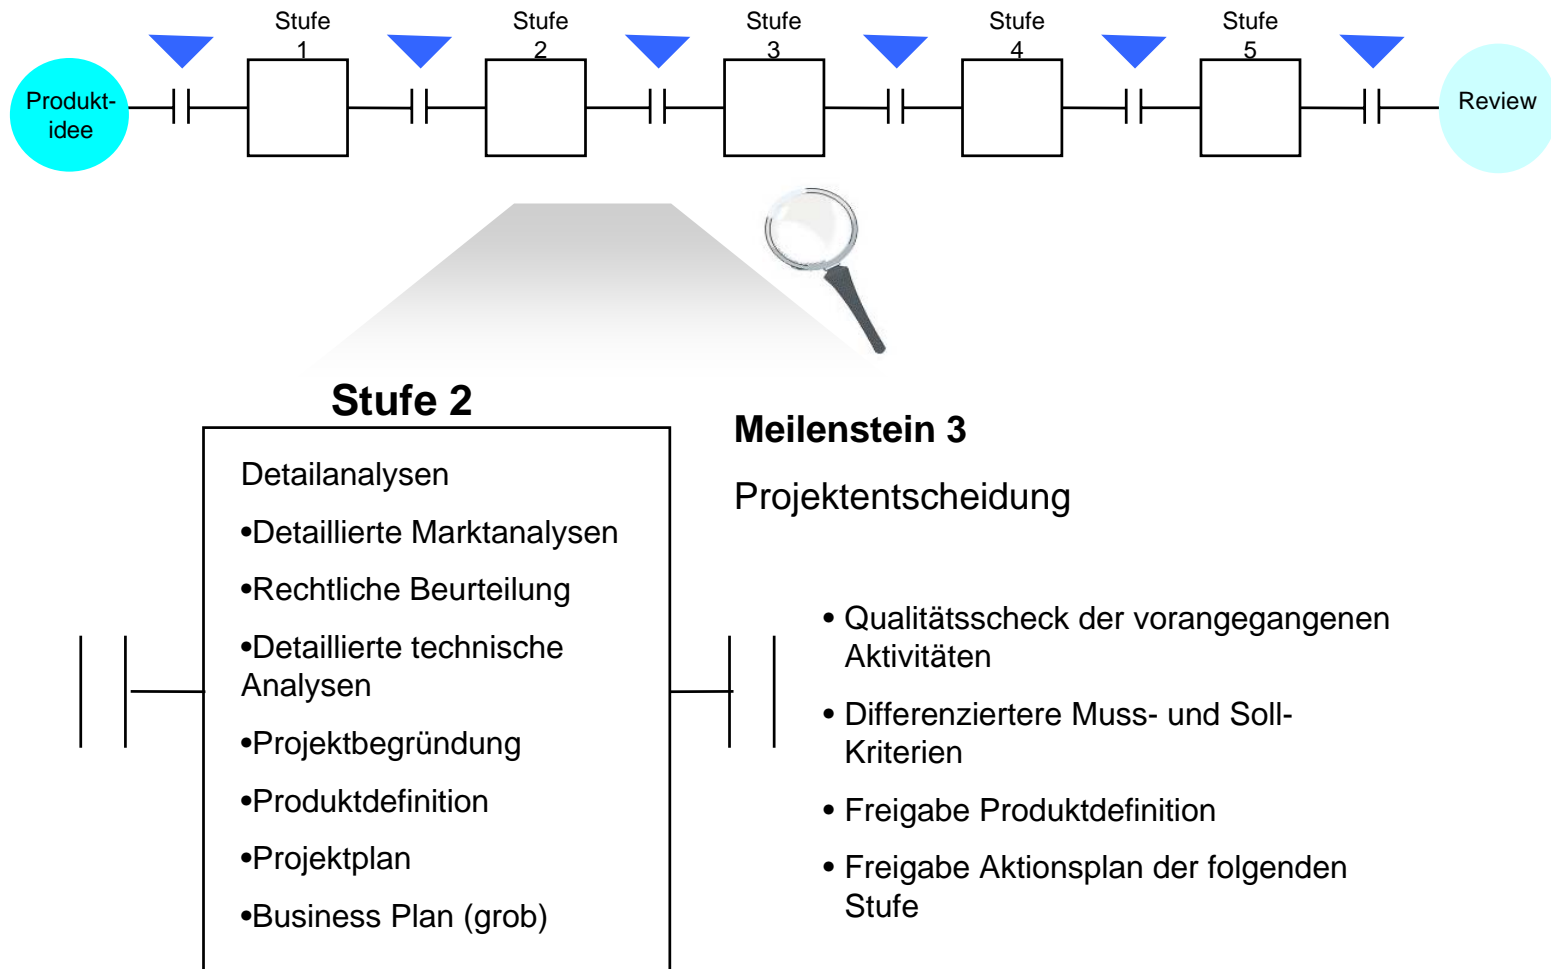 Stufe
1
Stufe
2
Stufe
3
Stufe
4
Stufe
5
Produkt-
idee
Review
Stufe 2
Detailanalysen
•Detaillierte Marktanalysen
•Rechtliche Beurteilung
•Detaillierte technische
Analysen
•Projektbegründung
•Produktdefinition
•Projektplan
•Business Plan (grob)
Meilenstein 3
Projektentscheidung
• Qualitätsscheck der vorangegangenen
Aktivitäten
• Differenziertere Muss- und Soll-
Kriterien
• Freigabe Produktdefinition
• Freigabe Aktionsplan der folgenden
Stufe